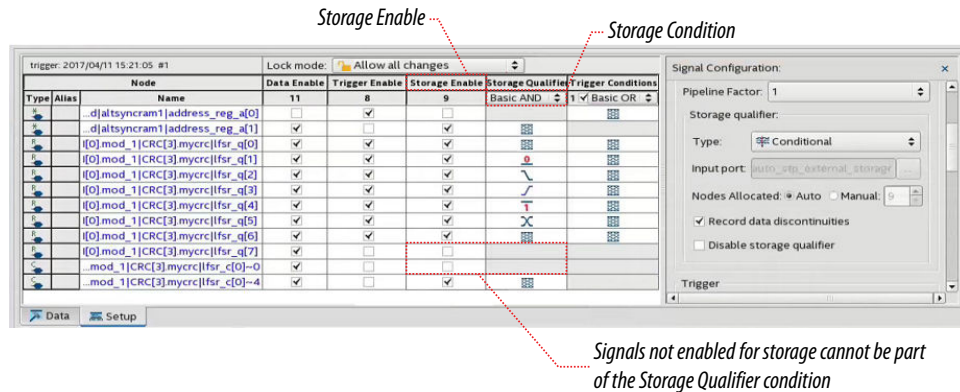 Storage Enable
Storage Condition
trigger: 2017/04/11 15:21:05 #1
Lock mode:
Allow all changes
Node
Data Enable
Trigger Enable
Storage Enable
Storage Qualifier
Trigger Conditions
Type
Alias
Name
11
8
9
Basic AND
1 Basic OR
...d|altsyncram1|address_reg_a[0]
...d|altsyncram1|address_reg_a[1]
l[0].mod_1|CRC[3].mycrc|lfsr_q[0]
l[0].mod_1|CRC[3].mycrc|lfsr_q[1]
l[0].mod_1|CRC[3].mycrc|lfsr_q[2]
l[0].mod_1|CRC[3].mycrc|lfsr_q[3]
l[0].mod_1|CRC[3].mycrc|lfsr_q[4]
l[0].mod_1|CRC[3].mycrc|lfsr_q[5]
l[0].mod_1|CRC[3].mycrc|lfsr_q[6]
l[0].mod_1|CRC[3].mycrc|lfsr_q[7]
...mod_1|CRC[3].mycrc|lfsr_c[0]~0
...mod_1|CRC[3].mycrc|lfsr_c[0]~4
Data
Setup
Signal Configuration:
Pipeline Factor: 1
Storage qualifier:
Type: Conditional
Input port: auto_stp_external_storage
Nodes Allocated: Auto Manual: 9
Record data discontinuities
Disable storage qualifier
Trigger
Signals not enabled for storage cannot be part
of the Storage Qualifier condition